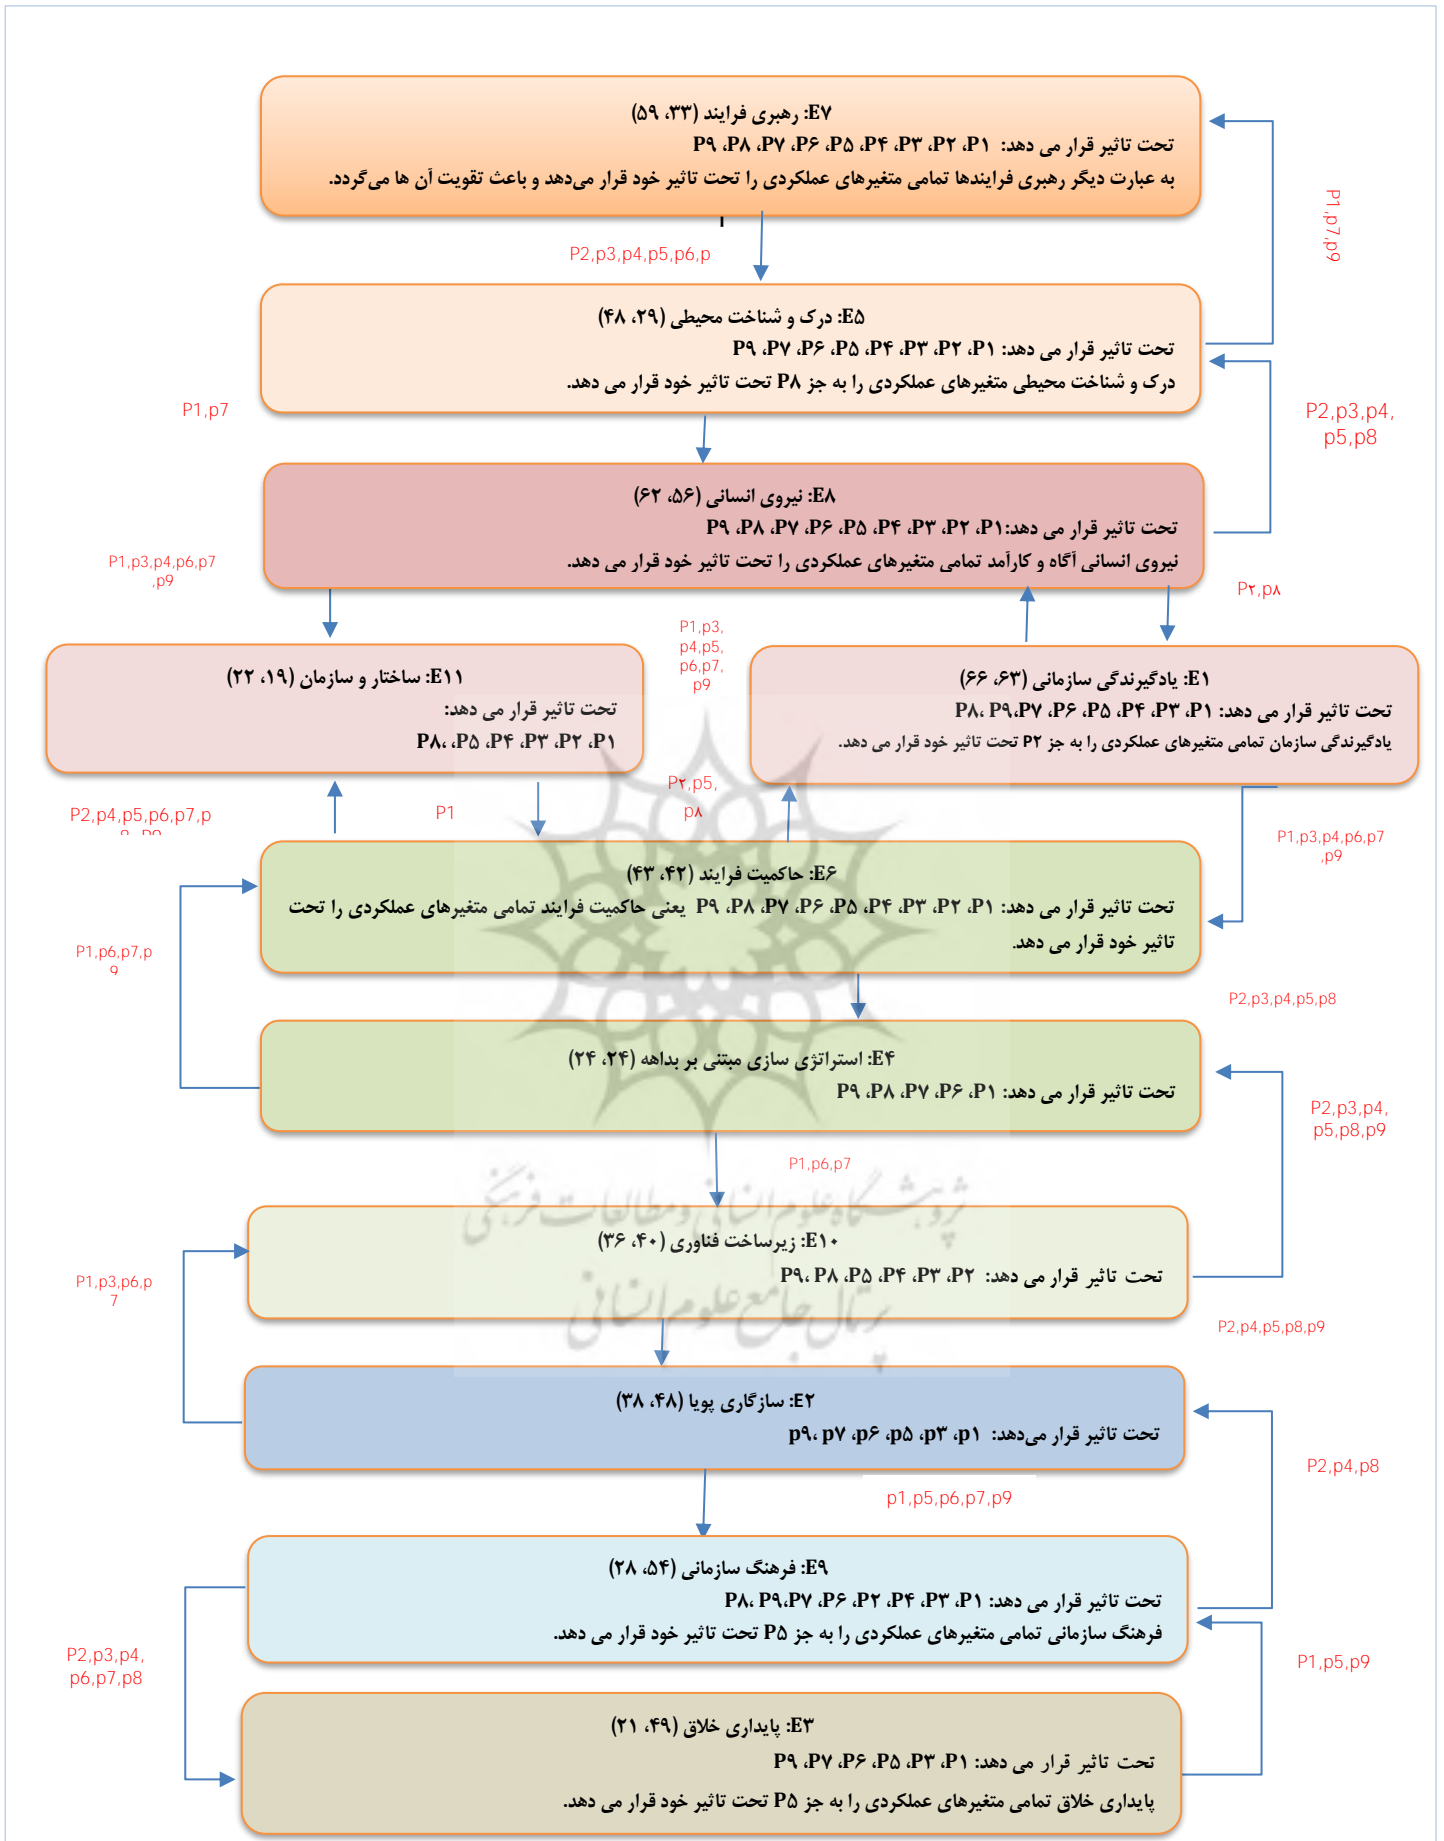 E۷: رهبری فرایند (۳۳، ۵۹)
تحت تاثیر قرار می دهد: P۱، P۲، P۳، P۴، P۵، P۶، P۷، P۸، P۹
به عبارت دیگر رهبری فرایندها تمامی متغیرهای عملکردی را تحت تاثیر خود قرار می‌دهد و باعث تقویت آن ها می‌گردد.
P1,p7,p9
P2,p3,p4,p5,p6,p
E۵: درک و شناخت محیطی (۲۹، ۴۸)
تحت تاثیر قرار می دهد: P۱، P۲، P۳، P۴، P۵، P۶، P۷، P۹
درک و شناخت محیطی متغیرهای عملکردی را به جز P۸ تحت تاثیر خود قرار می دهد.
P1,p7
P2,p3,p4,
p5,p8
E۸: نیروی انسانی (۵۶، ۶۲)
تحت تاثیر قرار می دهد:P۱، P۲، P۳، P۴، P۵، P۶، P۷، P۸، P۹
نیروی انسانی آگاه و کارآمد تمامی متغیرهای عملکردی را تحت تاثیر خود قرار می دهد.
P1,p3,p4,p6,p7
,p9
P۲,p۸
P1,p3,
p4,p5,
p6,p7,
p9
E۱: یادگیرندگی سازمانی (۶۳، ۶۶)
تحت تاثیر قرار می دهد: P۱، P۳، P۴، P۵، P۶، P۷،P۸، P۹
یادگیرندگی سازمان تمامی متغیرهای عملکردی را به جز P۲ تحت تاثیر خود قرار می دهد.
E۱۱: ساختار و سازمان (۱۹، ۲۲)
تحت تاثیر قرار می دهد:
P۱، P۲، P۳، P۴، P۵، ،P۸
P۲,p5,
p۸
P2,p4,p5,p6,p7,p
P1
P1,p3,p4,p6,p7
,p9
E۶: حاکمیت فرایند (۴۲، ۴۳)
تحت تاثیر قرار می دهد: P۱، P۲، P۳، P۴، P۵، P۶، P۷، P۸، P۹ یعنی حاکمیت فرایند تمامی متغیرهای عملکردی را تحت
تاثیر خود قرار می دهد.
P1,p6,p7,p
9
P2,p3,p4,p5,p8
E۴: استراتژی سازی مبتنی بر بداهه (۲۴، ۲۴)
تحت تاثیر قرار می دهد: P۱، P۶، P۷، P۸، P۹
P2,p3,p4,
p5,p8,p9
P1,p6,p7
پژوهشگاه علوم انسانی و مطالعات فرهنگی
E۱۰: زیرساخت فناوری (۴۰، ۳۶)
تحت تاثیر قرار می دهد: P۲، P۳، P۴، P۵، P۸ ،P۹
پرتال جامع علوم انسانی
P1,p3,p6,p
7
P2,p4,p5,p8,p9
E۲: سازگاری پویا (۴۸، ۳۸)
تحت تاثیر قرار می‌دهد: p۱، p۳، p۵، p۶، p۷ ،p۹
P2,p4,p8
p1,p5,p6,p7,p9
E۹: فرهنگ سازمانی (۵۴، ۲۸)
تحت تاثیر قرار می دهد: P۱، P۳، P۴، P۲، P۶، P۷،P۸، P۹
فرهنگ سازمانی تمامی متغیرهای عملکردی را به جز P۵ تحت تاثیر خود قرار می دهد.
P2,p3,p4,
p6,p7,p8
P1,p5,p9
E۳: پایداری خلاق (۴۹، ۲۱)
تحت تاثیر قرار می دهد: P۱، P۳، P۵، P۶، P۷، P۹
پایداری خلاق تمامی متغیرهای عملکردی را به جز P۵ تحت تاثیر خود قرار می دهد.